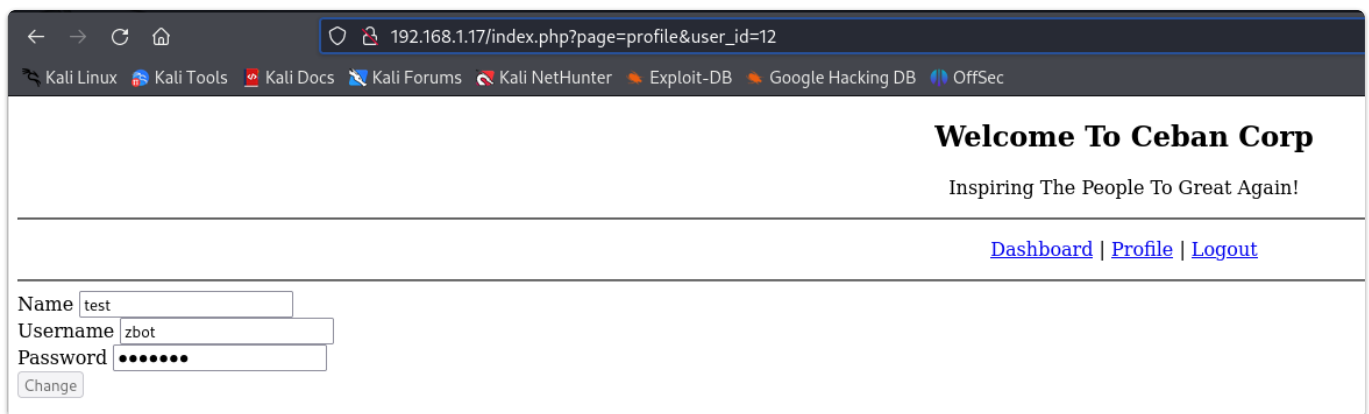 192.168.1.17/index.php?page=profile&user_id=12
Kali Linux Kali Tools Kali Docs Kali Forums Kali NetHunter Exploit-DB Google Hacking DB OffSec
Welcome To Ceban Corp
Inspiring The People To Great Again!
Dashboard | Profile | Logout
Name test
Username zbot
Password •••••••
Change